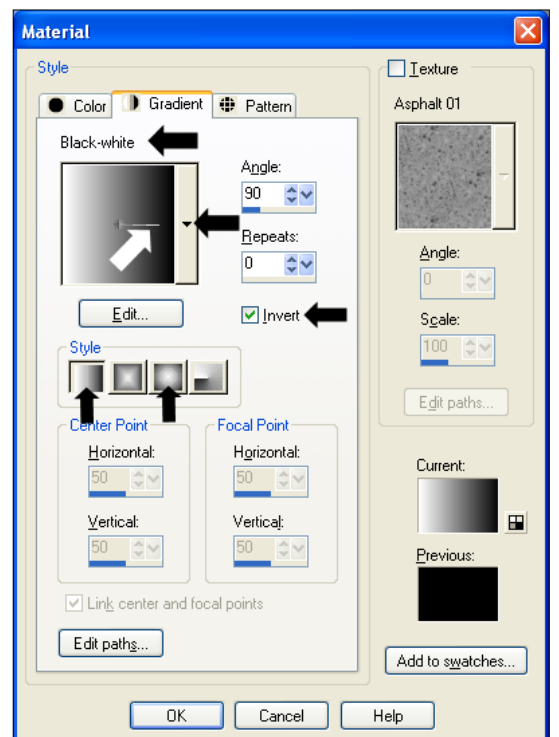 Material
Style
Color
Gradient
Pattern
Black-white
Angle:
90
Repeats:
0
Edit...
Invert
Style
Center Point
Horizontal:
50
Vertical:
50
Focal Point
Horizontal:
50
Vertical:
50
Link center and focal points
Edit paths...
Texture
Asphalt 01
Angle:
0
Scale:
100
Edit paths...
Current:
Previous:
Add to swatches...
OK
Cancel
Help